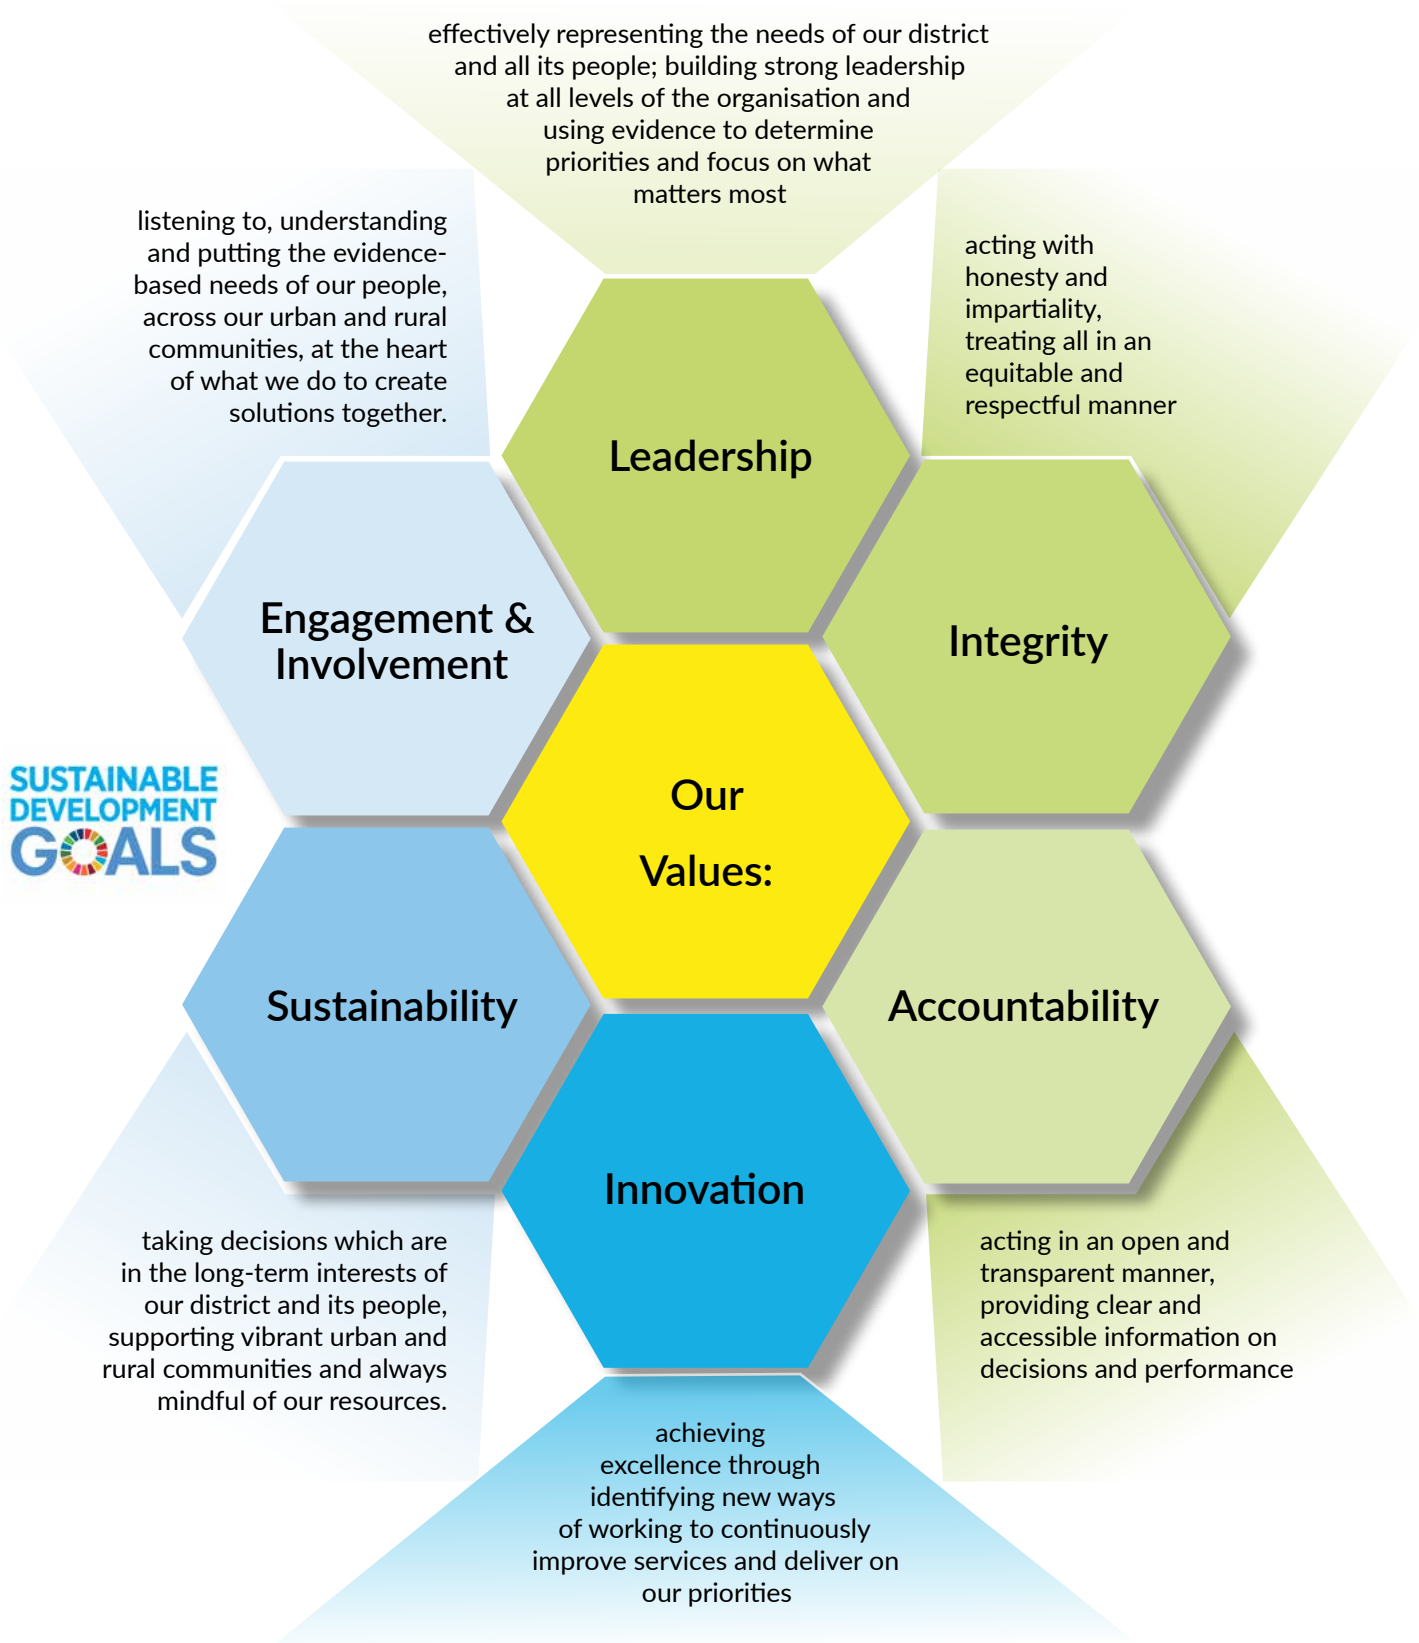 effectively representing the needs of our district
and all its people; building strong leadership
at all levels of the organisation and
using evidence to determine
priorities and focus on what
matters most
listening to, understanding
and putting the evidence-
based needs of our people,
across our urban and rural
communities, at the heart
of what we do to create
solutions together.
acting with
honesty and
impartiality,
treating all in an
equitable and
respectful manner
Leadership
Engagement &
Involvement
Integrity
Our
Values:
SUSTAINABLE
DEVELOPMENT
GOALS
Sustainability
Accountability
Innovation
taking decisions which are
in the long-term interests of
our district and its people,
supporting vibrant urban and
rural communities and always
mindful of our resources.
acting in an open and
transparent manner,
providing clear and
accessible information on
decisions and performance
achieving
excellence through
identifying new ways
of working to continuously
improve services and deliver on
our priorities